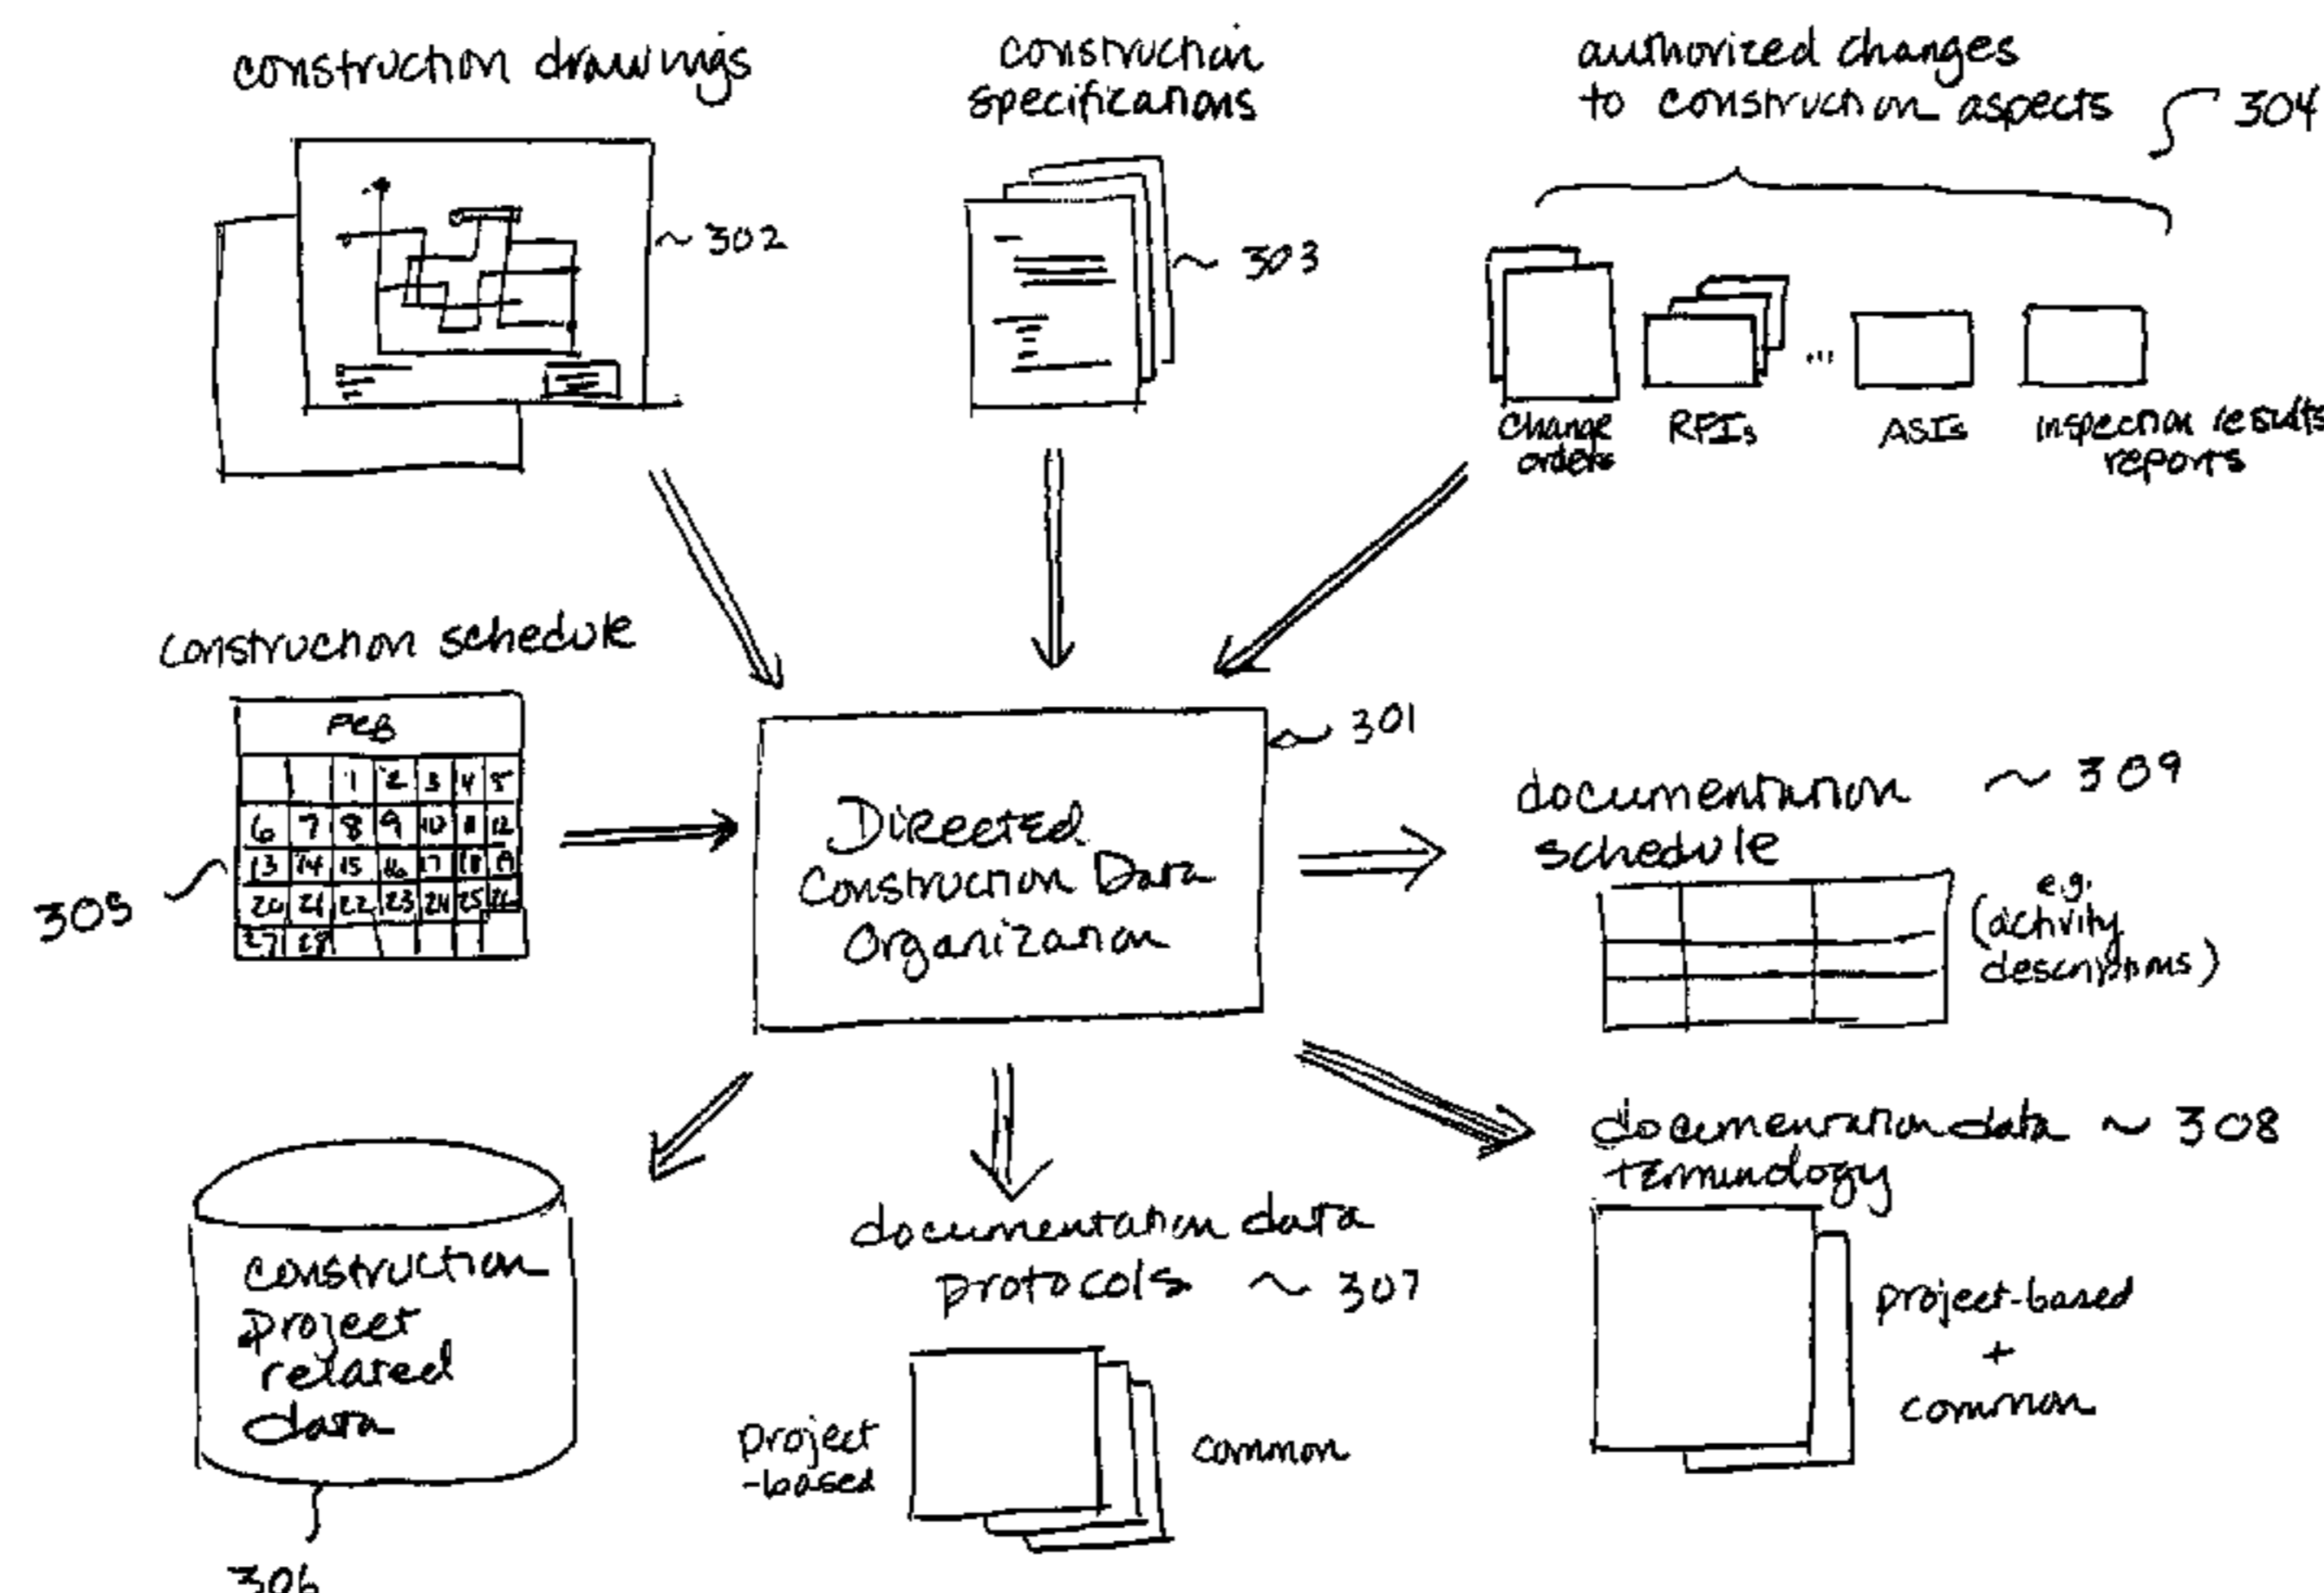 construction drawings
302
construction
specifications
303
authorized changes
to construction aspects
304
Change
orders
RFIs
...
ASIs
inspection results
reports
construction schedule
FEB
1 2 3 4 5
6 7 8 9 10 11 12
13 14 15 16 17 18 19
20 21 22 23 24 25 26
27 28
305
301
Directed
Construction Data
Organization
documentation
schedule
309
e.g.
(activity
descriptions)
documentation data
terminology
308
project-based
+
common
documentation data
protocols
307
project
-based
common
construction
project
related
data
306